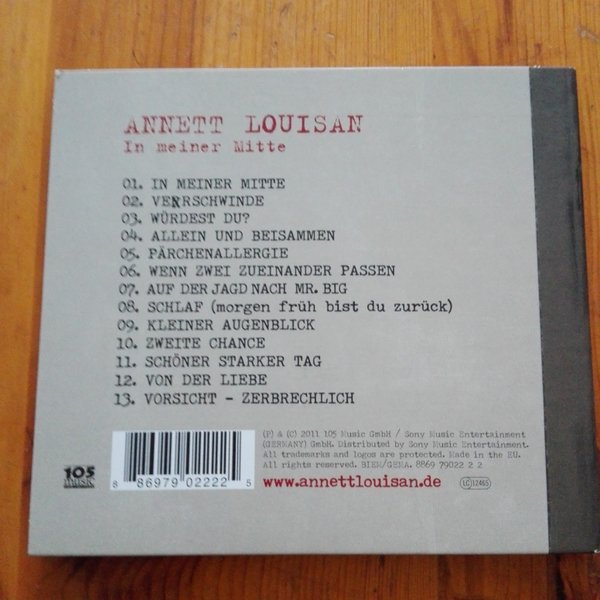 ANNETT LOUISAN
In meiner Mitte
01. IN MEINER MITTE
02. VERRSCHWINDE
03. WÜRDEST DU?
04. ALLEIN UND BEISAMMEN
05. PÄRCHENALLERGIE
06. WENN ZWEI ZUEINANDER PASSEN
07. AUF DER JAGD NACH MR. BIG
08. SCHLAF (morgen früh bist du zurück)
09. KLEINER AUGENBLICK
10. ZWEITE CHANCE
11. SCHÖNER STARKER TAG
12. VON DER LIEBE
13. VORSICHT - ZERBRECHLICH
(P) & (C) 2011 105 Music GmbH / Sony Music Entertainment
(GERMANY) GmbH. Distributed by Sony Music Entertainment.
All trademarks and logos are protected. Made in the EU.
All rights reserved. BIEM/GEMA. 8869 79022 2 2
www.annettlouisan.de
LC 12465
105
MUSIC
8 86979 02222 5